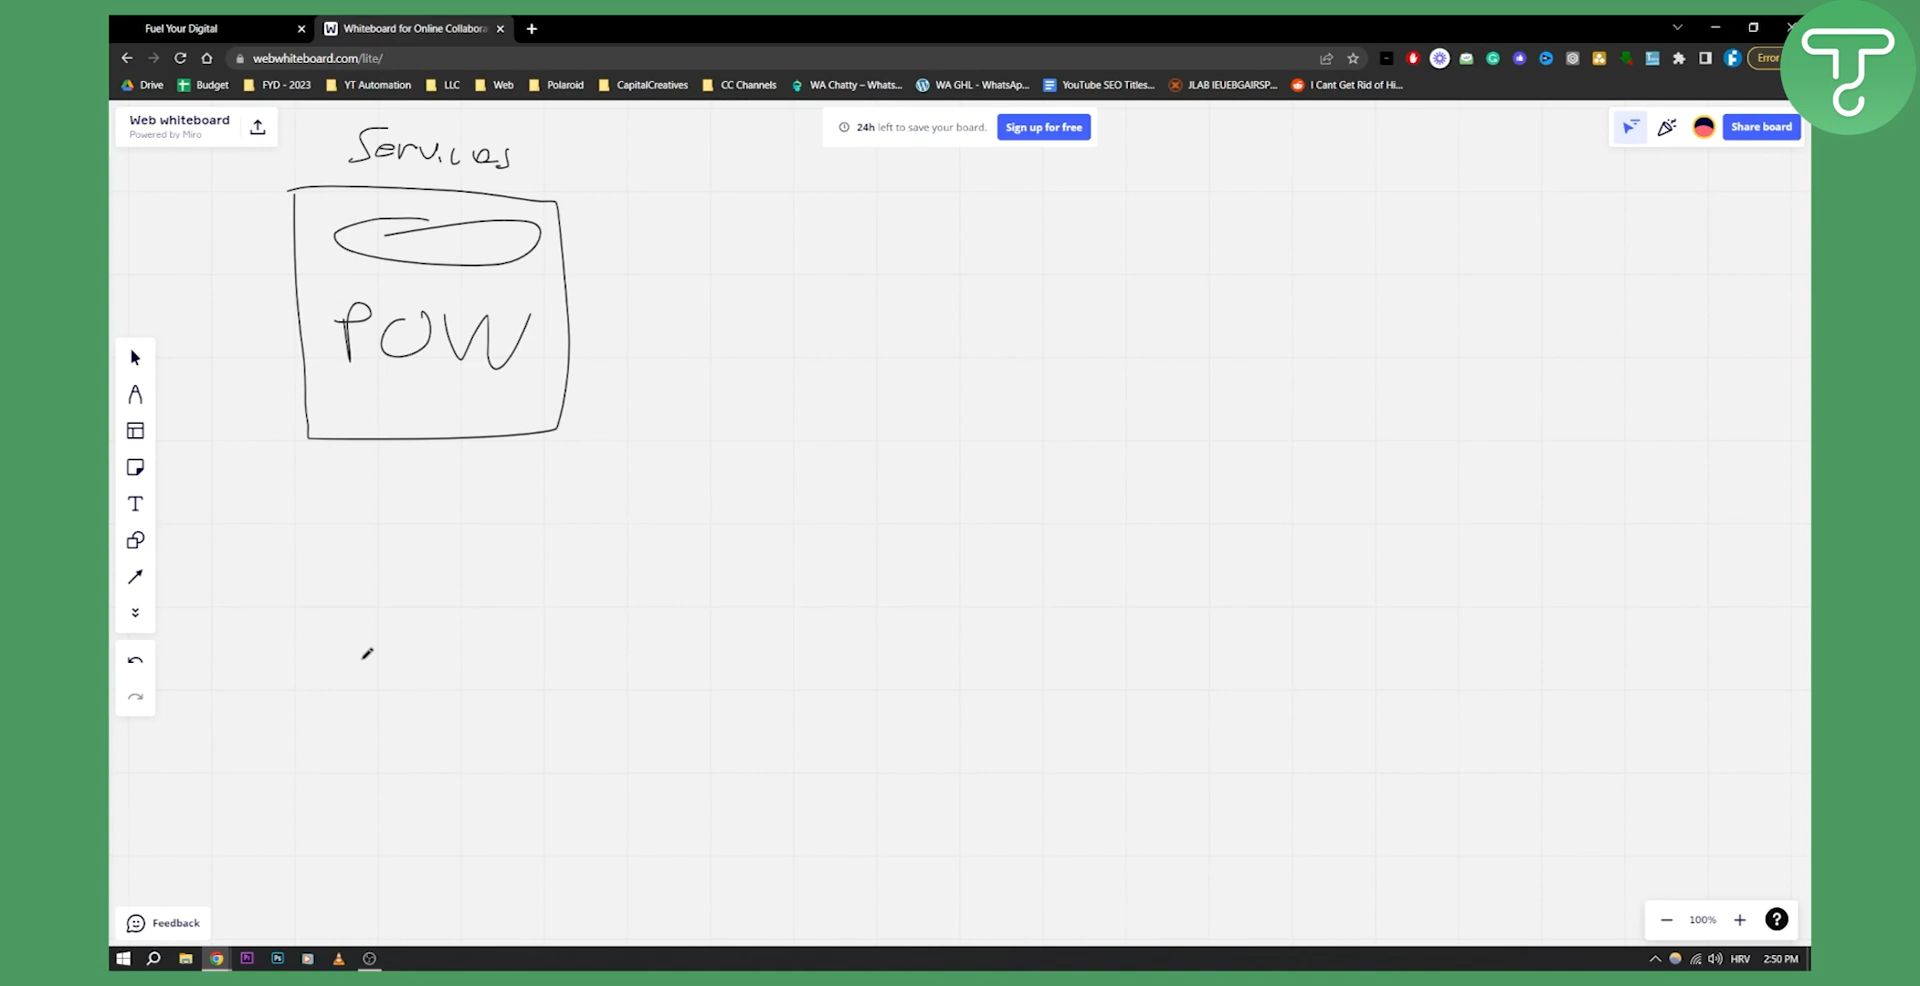 Fuel Your Digital
Whiteboard for Online Collabora
webwhiteboard.com/lite/
Error
Drive Budget FYD - 2023 YT Automation LLC Web Polaroid CapitalCreatives CC Channels WA Chatty – Whats... WA GHL - WhatsAp... YouTube SEO Titles... JLAB IEUEBGAIRSP... I Cant Get Rid of Hi...
Web whiteboard
Powered by Miro
24h left to save your board. Sign up for free
Share board
Services
POW
Feedback
100%
HRV 2:50 PM